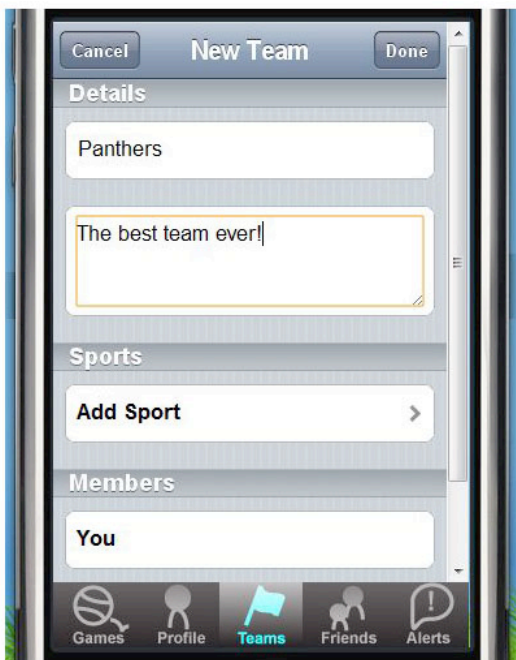 Cancel New Team Done
Details
Panthers
The best team ever!
Sports
Add Sport
Members
You
Games Profile Teams Friends Alerts